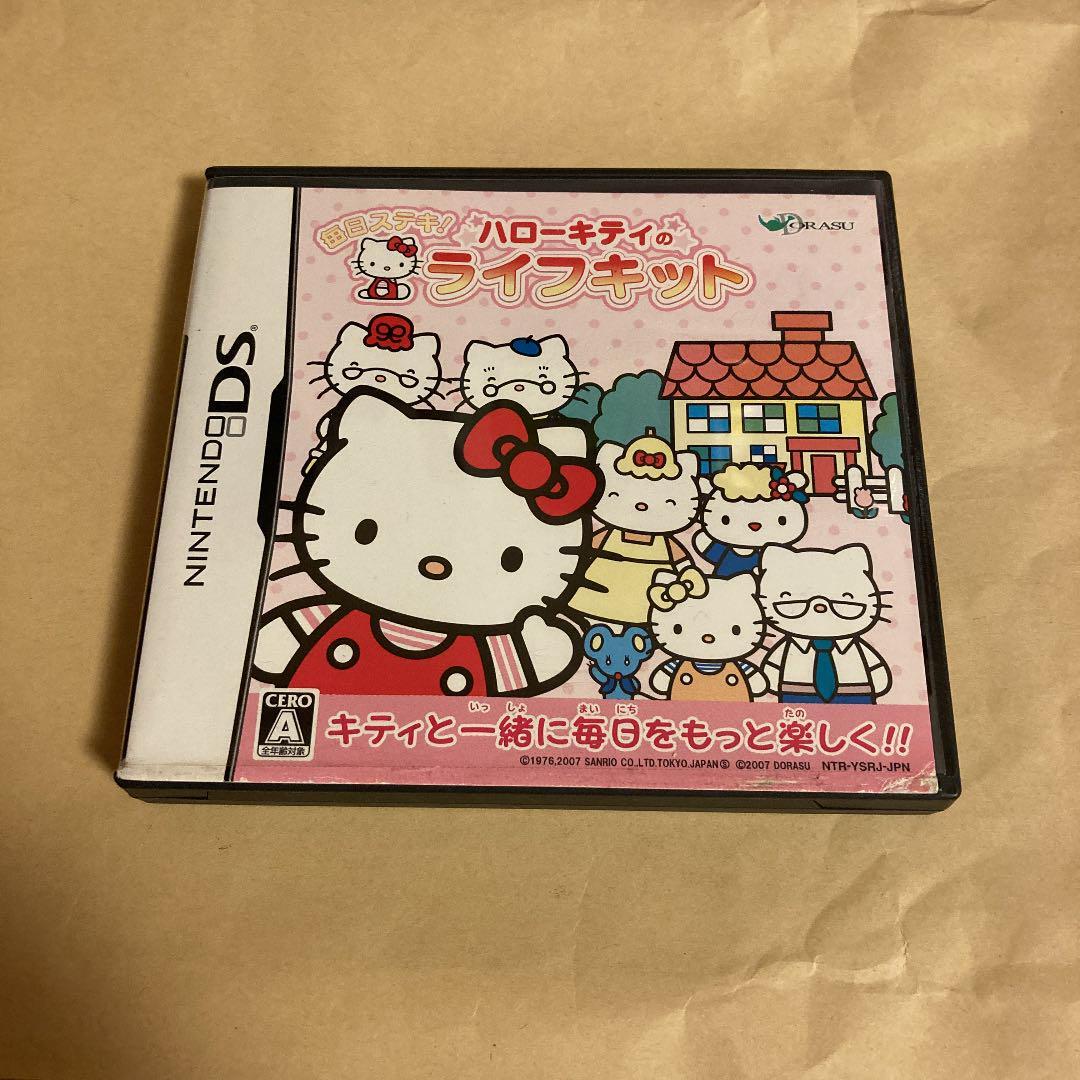 NINTENDO DS®
毎日ステキ!
ハローキティの
ライフキット
DORASU
CERO
A
全年齢対象
いっ しょ まい にち たの
キティと一緒に毎日をもっと楽しく!!
©1976,2007 SANRIO CO.,LTD.TOKYO,JAPANⓈ ©2007 DORASU NTR-YSRJ-JPN